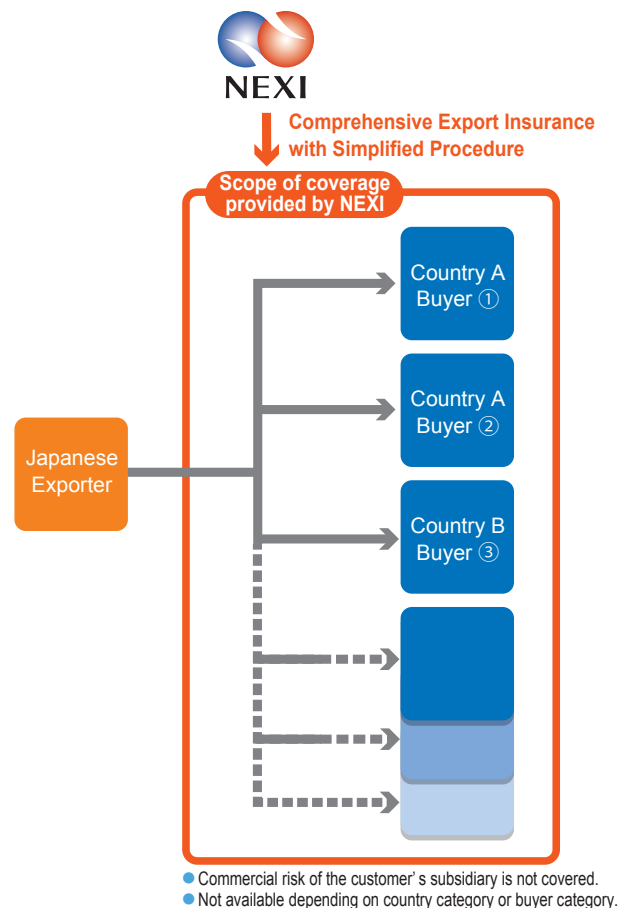 NEXI
Comprehensive Export Insurance
with Simplified Procedure
Scope of coverage
provided by NEXI
Country A
Buyer ①
Country A
Buyer ②
Japanese
Exporter
Country B
Buyer ③
● Commercial risk of the customer' s subsidiary is not covered.
● Not available depending on country category or buyer category.